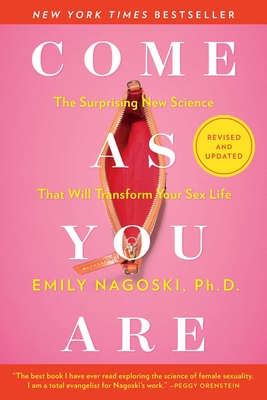 NEW YORK TIMES BESTSELLER
COME
The Surprising New Science
AS
REVISED
AND
UPDATED
That Will Transform Your Sex Life
YOU
EMILY NAGOSKI, Ph.D.
ARE
"The best book I have ever read exploring the science of female sexuality.
I am a total evangelist for Nagoski's work," —PEGGY ORENSTEIN